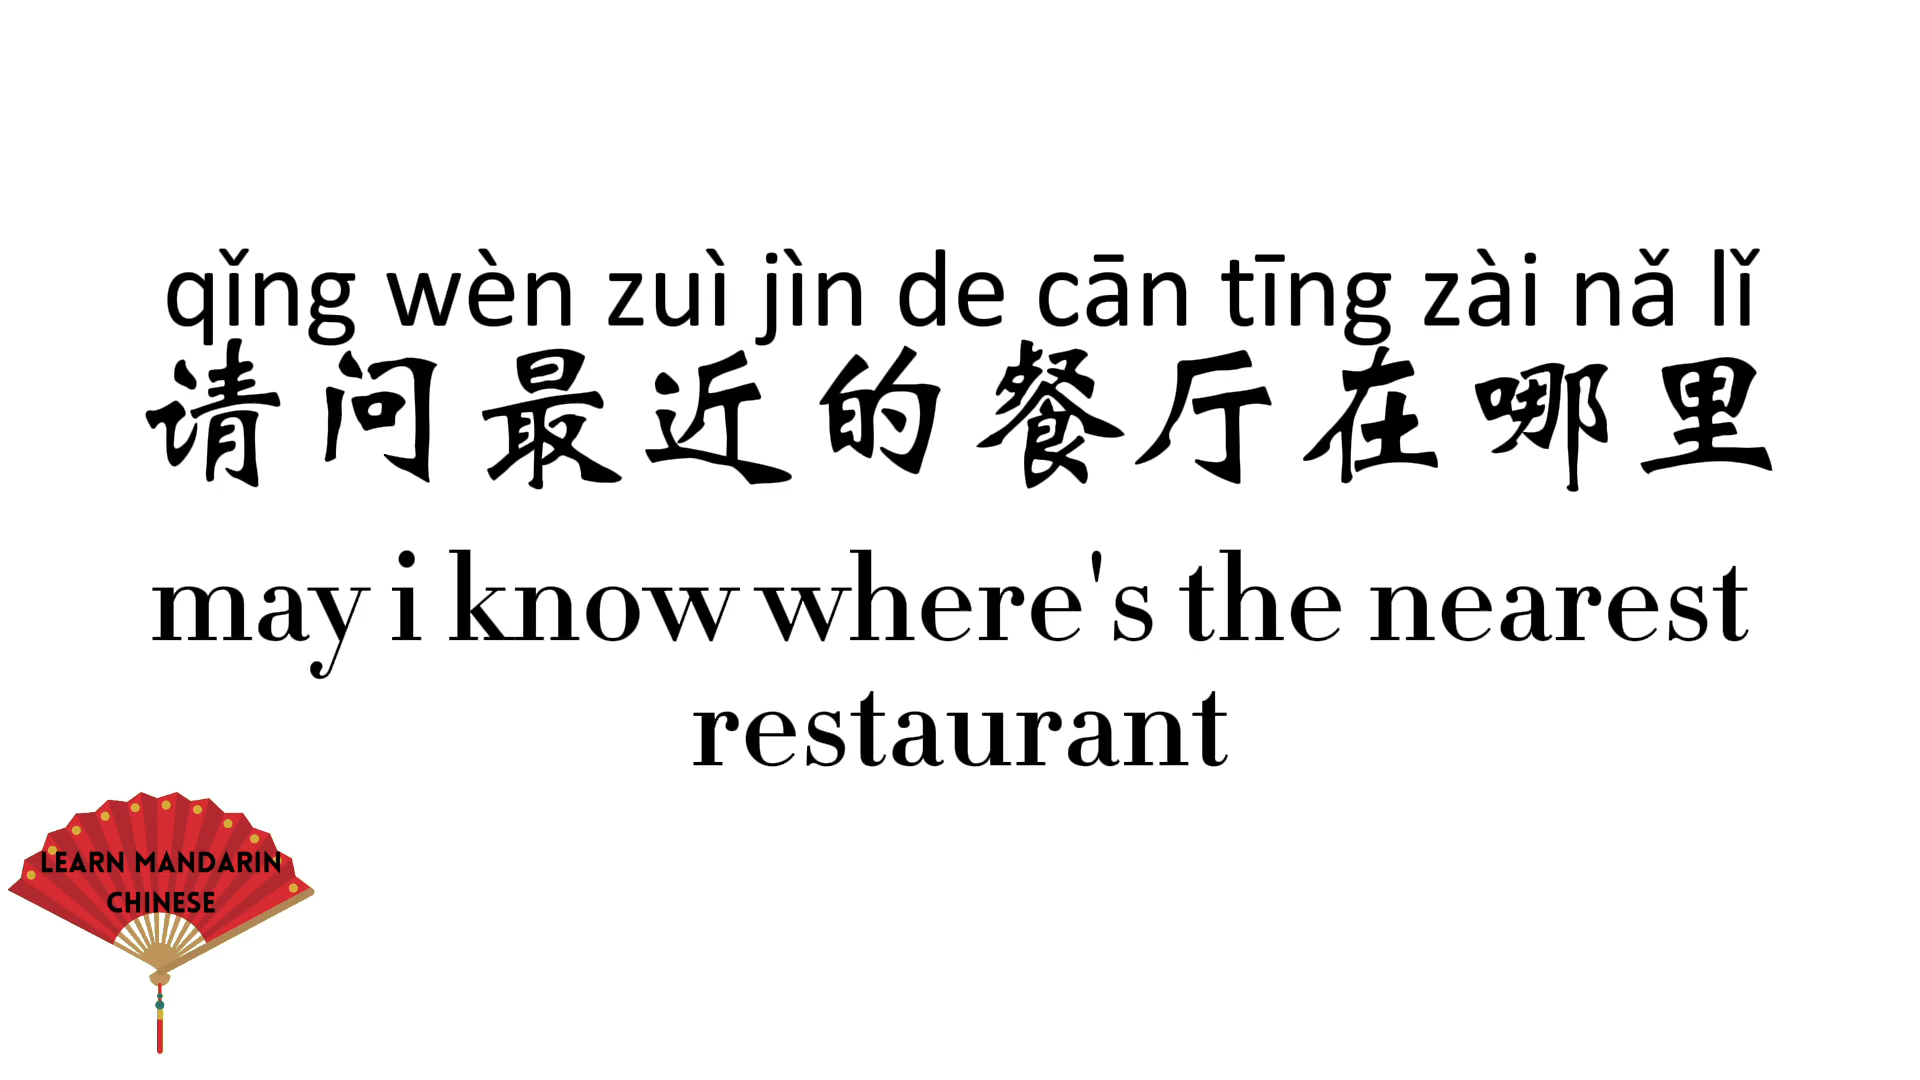 qǐng wèn zuì jìn de cān tīng zài nǎ lǐ
请问最近的餐厅在哪里
may i know where's the nearest
restaurant
LEARN MANDARIN
CHINESE